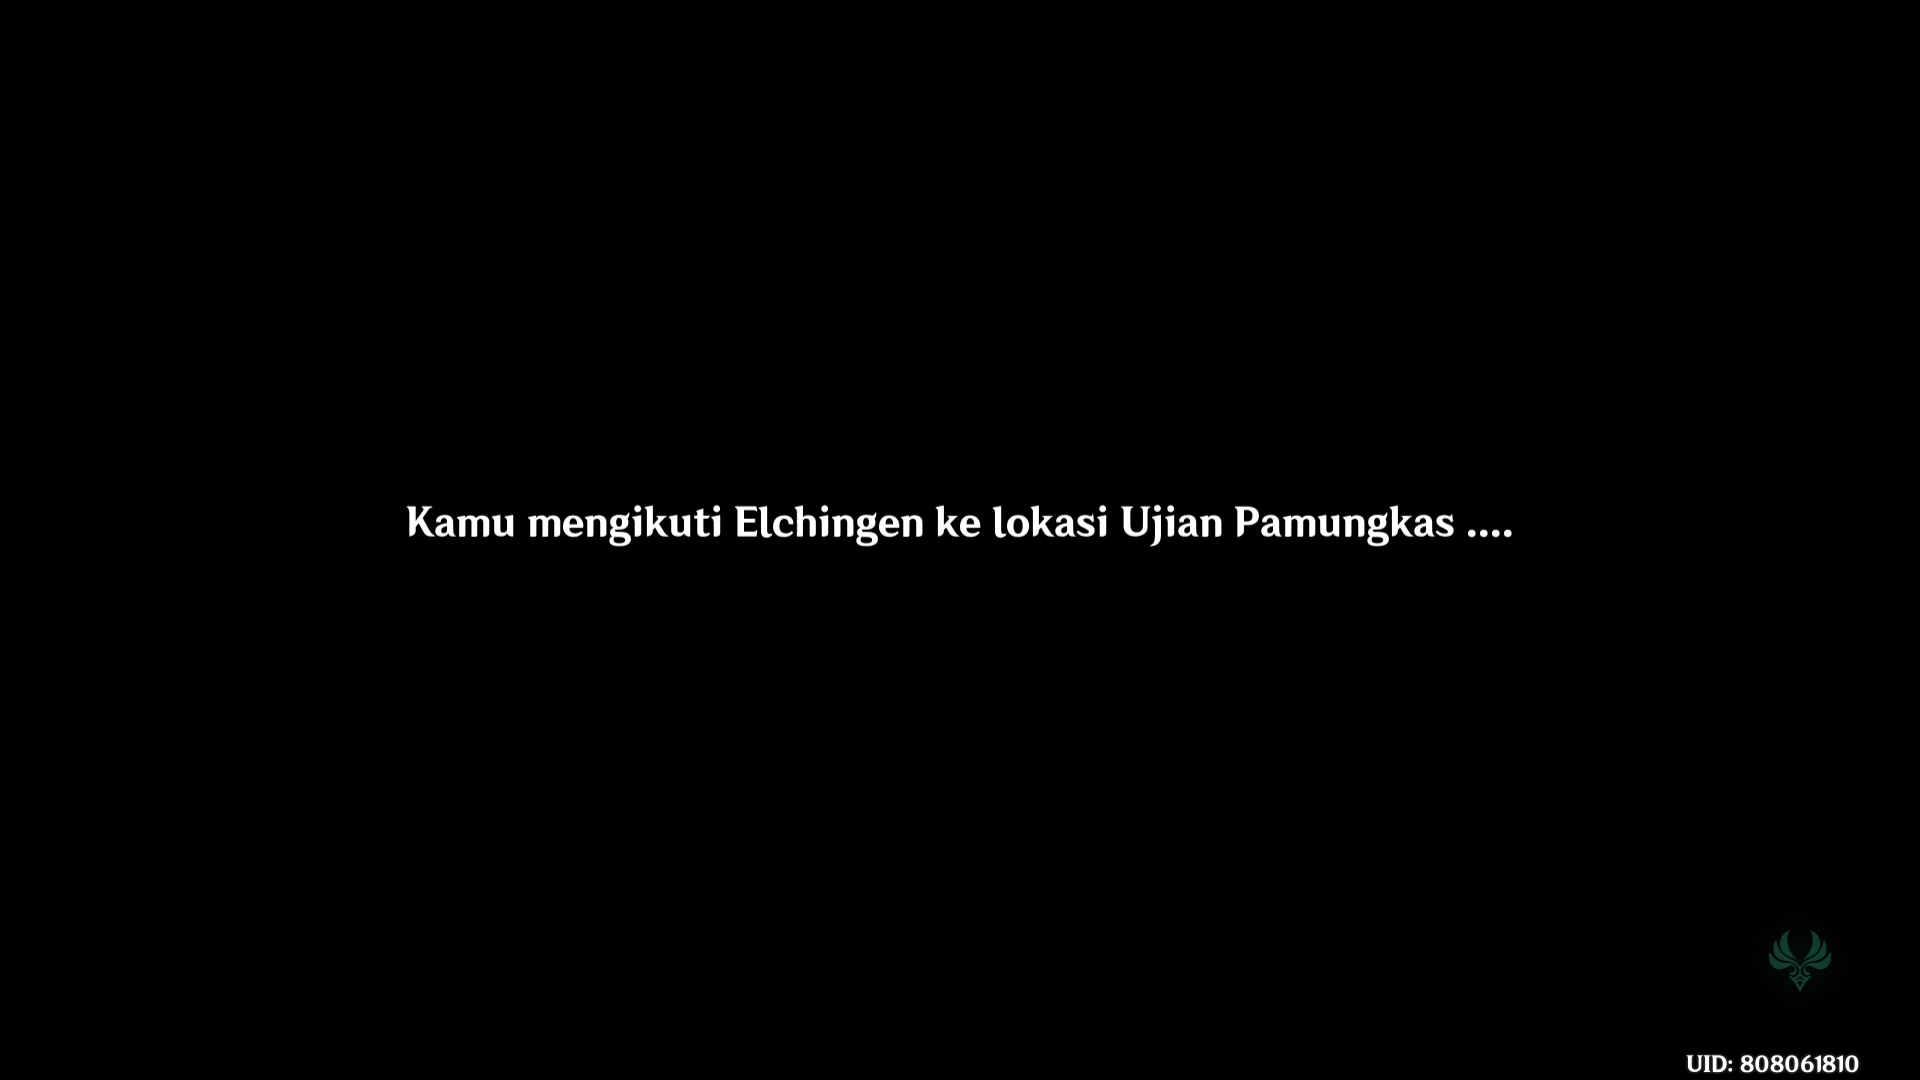 Kamu mengikuti Elchingen ke lokasi Ujian Pamungkas ....
UID: 808061810